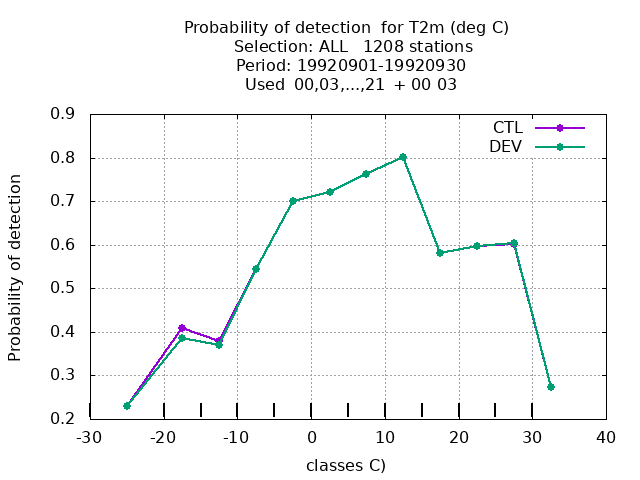 Probability of detection  for T2m (deg C)
Selection: ALL   1208 stations
Period: 19920901-19920930
Used  00,03,...,21  + 00 03
CTL
DEV
Probability of detection
0.9
0.8
0.7
0.6
0.5
0.4
0.3
0.2
-30 -20 -10 0 10 20 30 40
classes C)